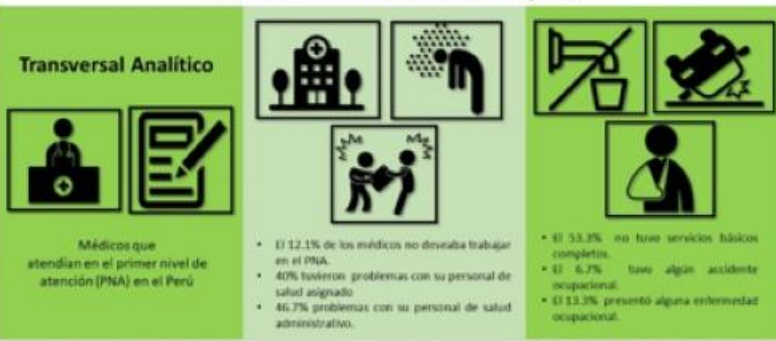 Transversal Analítico
Médicos que
atendían en el primer nivel de
atención (PNA) en el Perú
• El 12.1% de los médicos no deseaba trabajar
en el PNA.
• 40% tuvieron problemas con su personal de
salud asignado
• 46.7% problemas con su personal de salud
administrativo.
• El 53.3% no tuvo servicios básicos
completos.
• El 6.7% tuvo algún accidente
ocupacional.
• El 13.3% presentó alguna enfermedad
ocupacional.